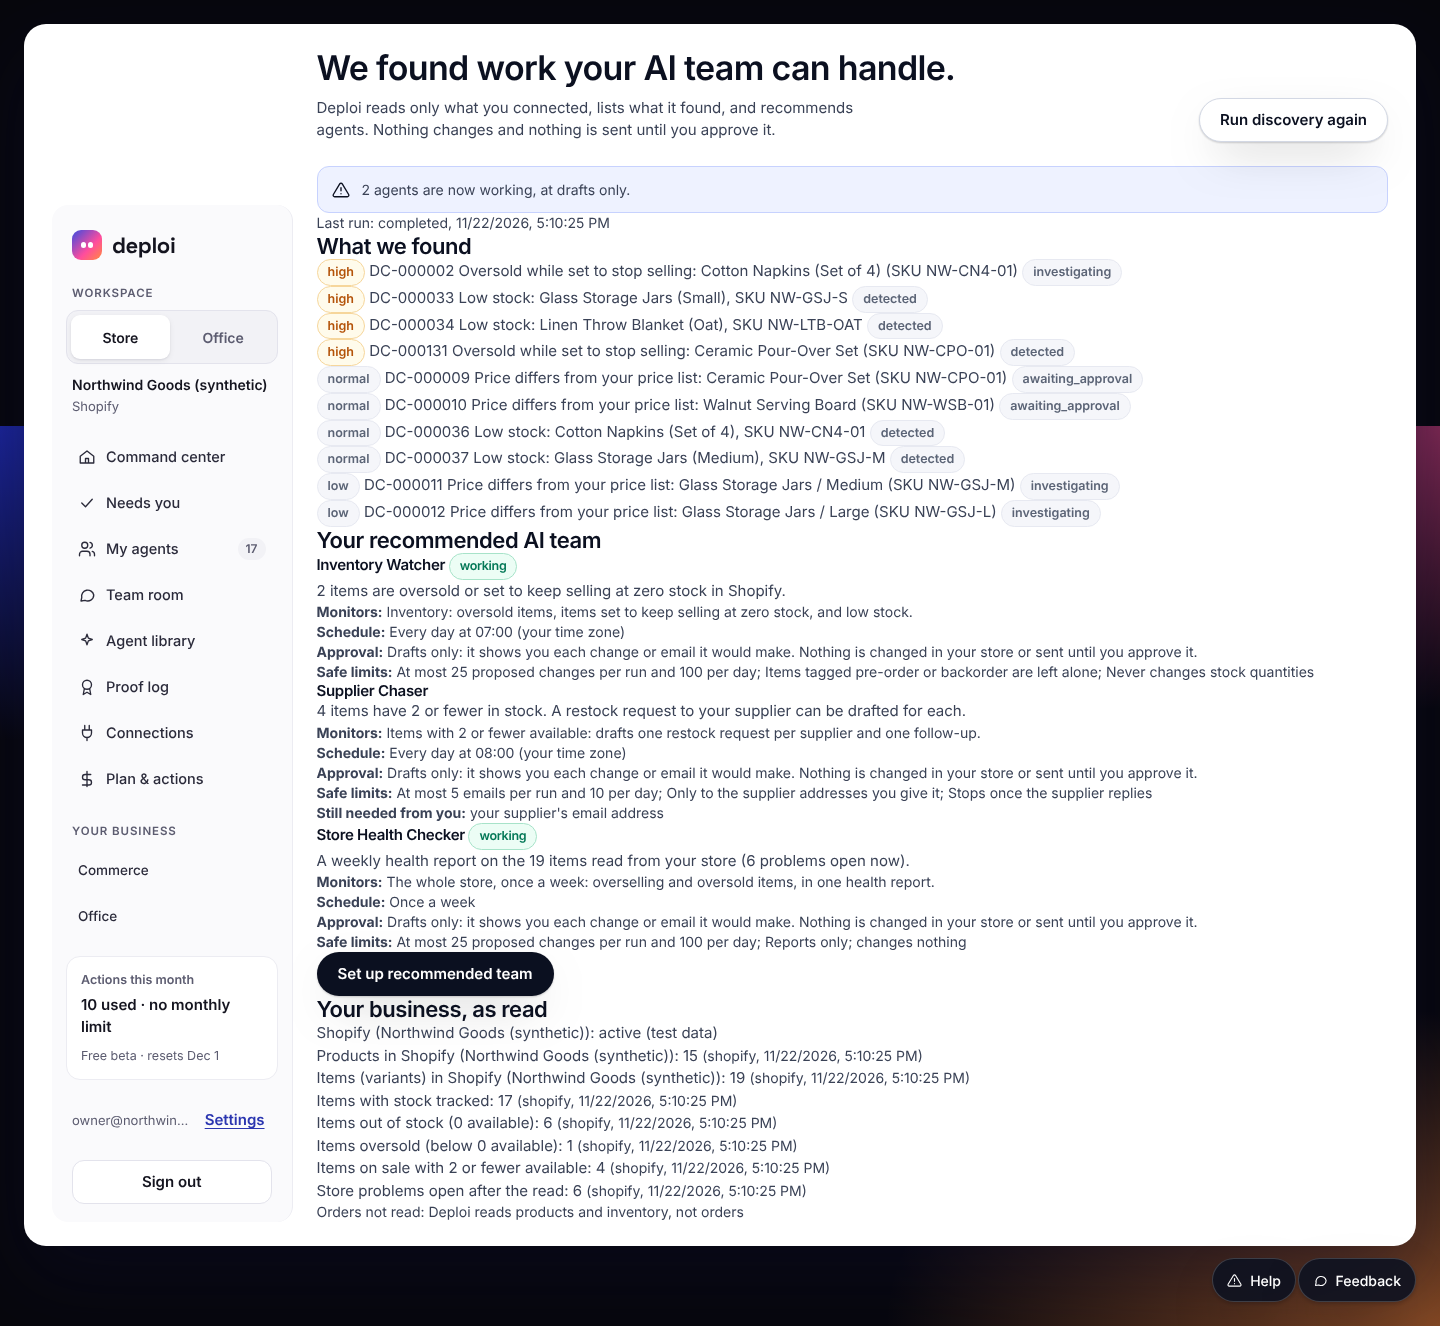 We found work your AI team can handle.
Deploi reads only what you connected, lists what it found, and recommends
agents. Nothing changes and nothing is sent until you approve it.
Run discovery again
2 agents are now working, at drafts only.
Last run: completed, 11/22/2026, 5:10:25 PM
What we found
high DC-000002 Oversold while set to stop selling: Cotton Napkins (Set of 4) (SKU NW-CN4-01) investigating
high DC-000033 Low stock: Glass Storage Jars (Small), SKU NW-GSJ-S detected
high DC-000034 Low stock: Linen Throw Blanket (Oat), SKU NW-LTB-OAT detected
high DC-000131 Oversold while set to stop selling: Ceramic Pour-Over Set (SKU NW-CPO-01) detected
normal DC-000009 Price differs from your price list: Ceramic Pour-Over Set (SKU NW-CPO-01) awaiting_approval
normal DC-000010 Price differs from your price list: Walnut Serving Board (SKU NW-WSB-01) awaiting_approval
normal DC-000036 Low stock: Cotton Napkins (Set of 4), SKU NW-CN4-01 detected
normal DC-000037 Low stock: Glass Storage Jars (Medium), SKU NW-GSJ-M detected
low DC-000011 Price differs from your price list: Glass Storage Jars / Medium (SKU NW-GSJ-M) investigating
low DC-000012 Price differs from your price list: Glass Storage Jars / Large (SKU NW-GSJ-L) investigating
Your recommended AI team
Inventory Watcher working
2 items are oversold or set to keep selling at zero stock in Shopify.
Monitors: Inventory: oversold items, items set to keep selling at zero stock, and low stock.
Schedule: Every day at 07:00 (your time zone)
Approval: Drafts only: it shows you each change or email it would make. Nothing is changed in your store or sent until you approve it.
Safe limits: At most 25 proposed changes per run and 100 per day; Items tagged pre-order or backorder are left alone; Never changes stock quantities
Supplier Chaser
4 items have 2 or fewer in stock. A restock request to your supplier can be drafted for each.
Monitors: Items with 2 or fewer available: drafts one restock request per supplier and one follow-up.
Schedule: Every day at 08:00 (your time zone)
Approval: Drafts only: it shows you each change or email it would make. Nothing is changed in your store or sent until you approve it.
Safe limits: At most 5 emails per run and 10 per day; Only to the supplier addresses you give it; Stops once the supplier replies
Still needed from you: your supplier's email address
Store Health Checker working
A weekly health report on the 19 items read from your store (6 problems open now).
Monitors: The whole store, once a week: overselling and oversold items, in one health report.
Schedule: Once a week
Approval: Drafts only: it shows you each change or email it would make. Nothing is changed in your store or sent until you approve it.
Safe limits: At most 25 proposed changes per run and 100 per day; Reports only; changes nothing
Set up recommended team
Your business, as read
Shopify (Northwind Goods (synthetic)): active (test data)
Products in Shopify (Northwind Goods (synthetic)): 15 (shopify, 11/22/2026, 5:10:25 PM)
Items (variants) in Shopify (Northwind Goods (synthetic)): 19 (shopify, 11/22/2026, 5:10:25 PM)
Items with stock tracked: 17 (shopify, 11/22/2026, 5:10:25 PM)
Items out of stock (0 available): 6 (shopify, 11/22/2026, 5:10:25 PM)
Items oversold (below 0 available): 1 (shopify, 11/22/2026, 5:10:25 PM)
Items on sale with 2 or fewer available: 4 (shopify, 11/22/2026, 5:10:25 PM)
Store problems open after the read: 6 (shopify, 11/22/2026, 5:10:25 PM)
Orders not read: Deploi reads products and inventory, not orders
deploi
WORKSPACE
Store Office
Northwind Goods (synthetic)
Shopify
Command center
Needs you
My agents 17
Team room
Agent library
Proof log
Connections
Plan & actions
YOUR BUSINESS
Commerce
Office
Actions this month
10 used · no monthly
limit
Free beta · resets Dec 1
owner@northwin... Settings
Sign out
Help
Feedback